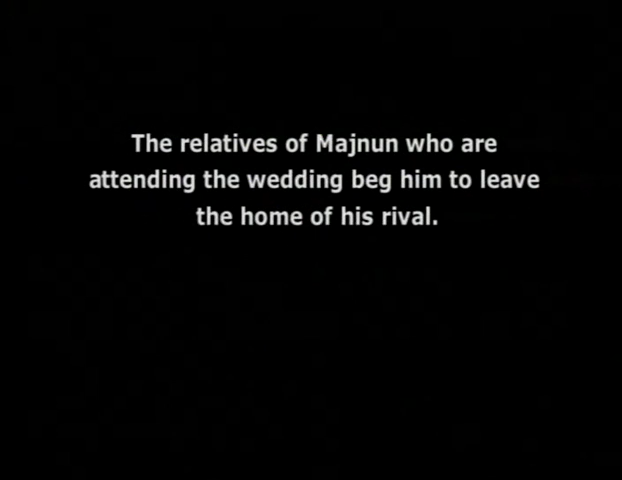 The relatives of Majnun who are
attending the wedding beg him to leave
the home of his rival.